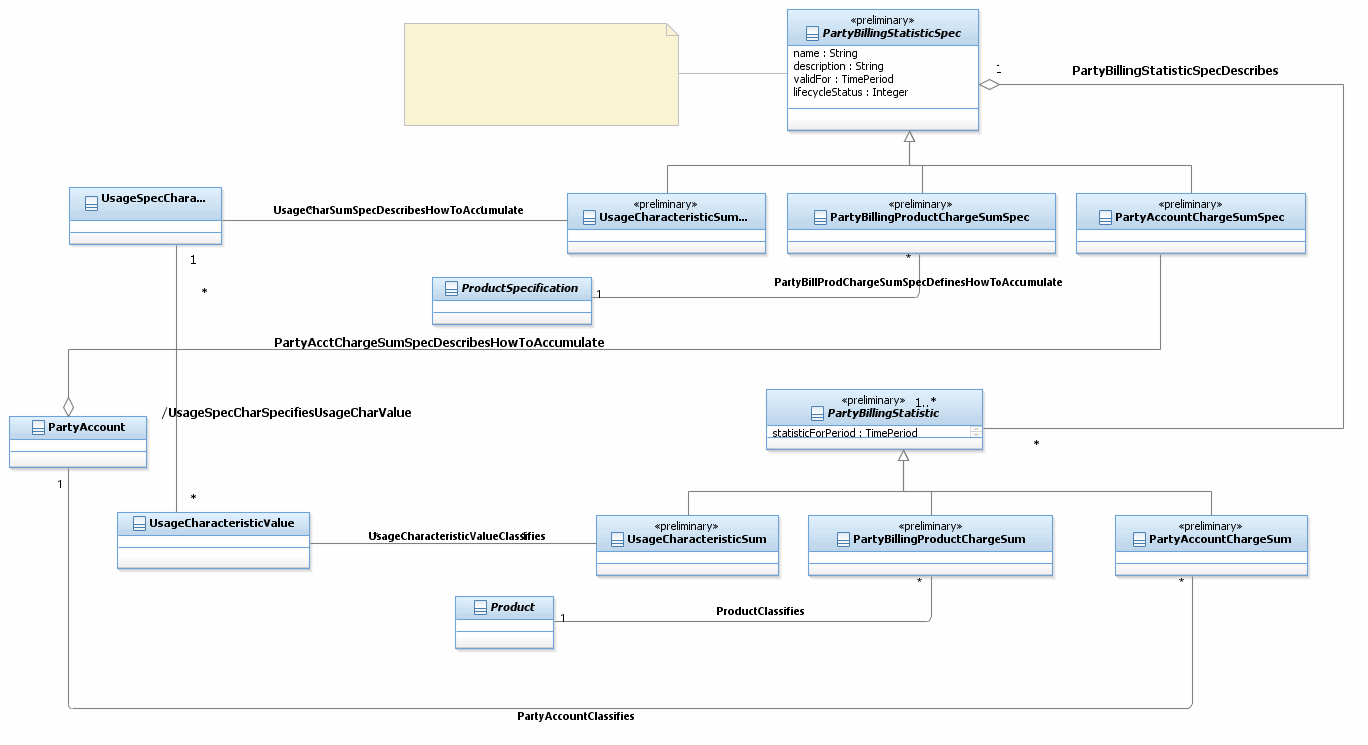 «preliminary»
PartyBillingStatisticSpec
name : String
description : String
validFor : TimePeriod
lifecycleStatus : Integer
1
PartyBillingStatisticSpecDescribes
UsageSpecChara...
UsageCharSumSpecDescribesHowToAcculate
«preliminary»
UsageCharacteristicSum...
«preliminary»
PartyBillingProductChargeSumSpec
«preliminary»
PartyAccountChargeSumSpec
1
*
*
ProductSpecification
1
PartyBillProdChargeSumSpecDefinesHowToAccumulate
PartyAcctChargeSumSpecDescribesHowToAccumulate
/UsageSpecCharSpecifiesUsageCharValue
PartyAccount
1
«preliminary»
1..*
PartyBillingStatistic
statisticForPeriod : TimePeriod
*
*
UsageCharacteristicValue
UsageCharacteristicValueClassifies
«preliminary»
UsageCharacteristicSum
«preliminary»
PartyBillingProductChargeSum
«preliminary»
PartyAccountChargeSum
*
*
Product
1
ProductClassifies
PartyAccountClassifies